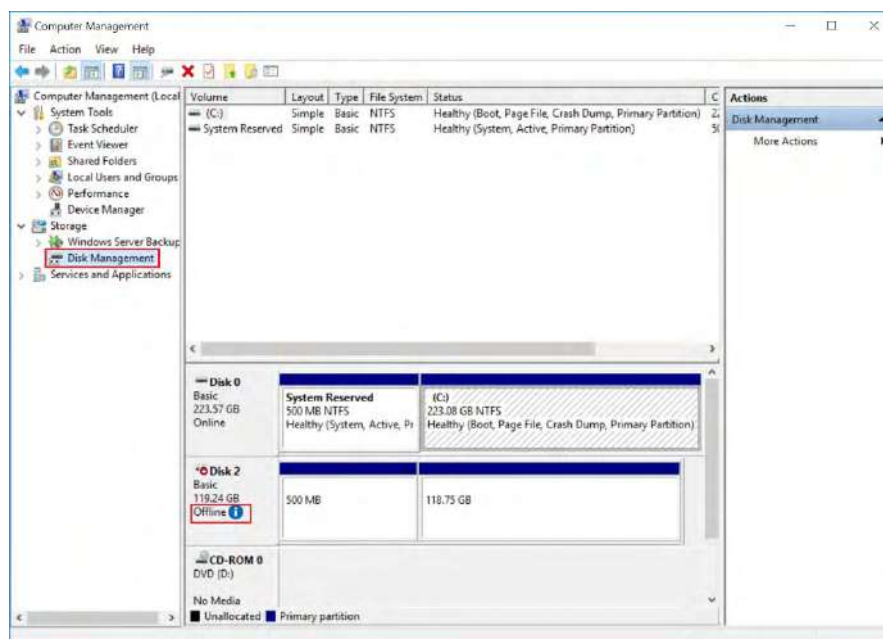 Computer Management
File Action View Help
Computer Management (Local
System Tools
Task Scheduler
Event Viewer
Shared Folders
Local Users and Groups
Performance
Device Manager
Storage
Windows Server Backup
Disk Management
Services and Applications
Volume Layout Type File System Status C
(C:) Simple Basic NTFS Healthy (Boot, Page File, Crash Dump, Primary Partition)
System Reserved Simple Basic NTFS Healthy (System, Active, Primary Partition)
Actions
Disk Management
More Actions
Disk 0
Basic
223.57 GB
Online
System Reserved
500 MB NTFS
Healthy (System, Active, Pr
(C:)
223.08 GB NTFS
Healthy (Boot, Page File, Crash Dump, Primary Partition)
Disk 2
Basic
119.24 GB
Offline
500 MB
118.75 GB
CD-ROM 0
DVD (D:)
No Media
Unallocated Primary partition